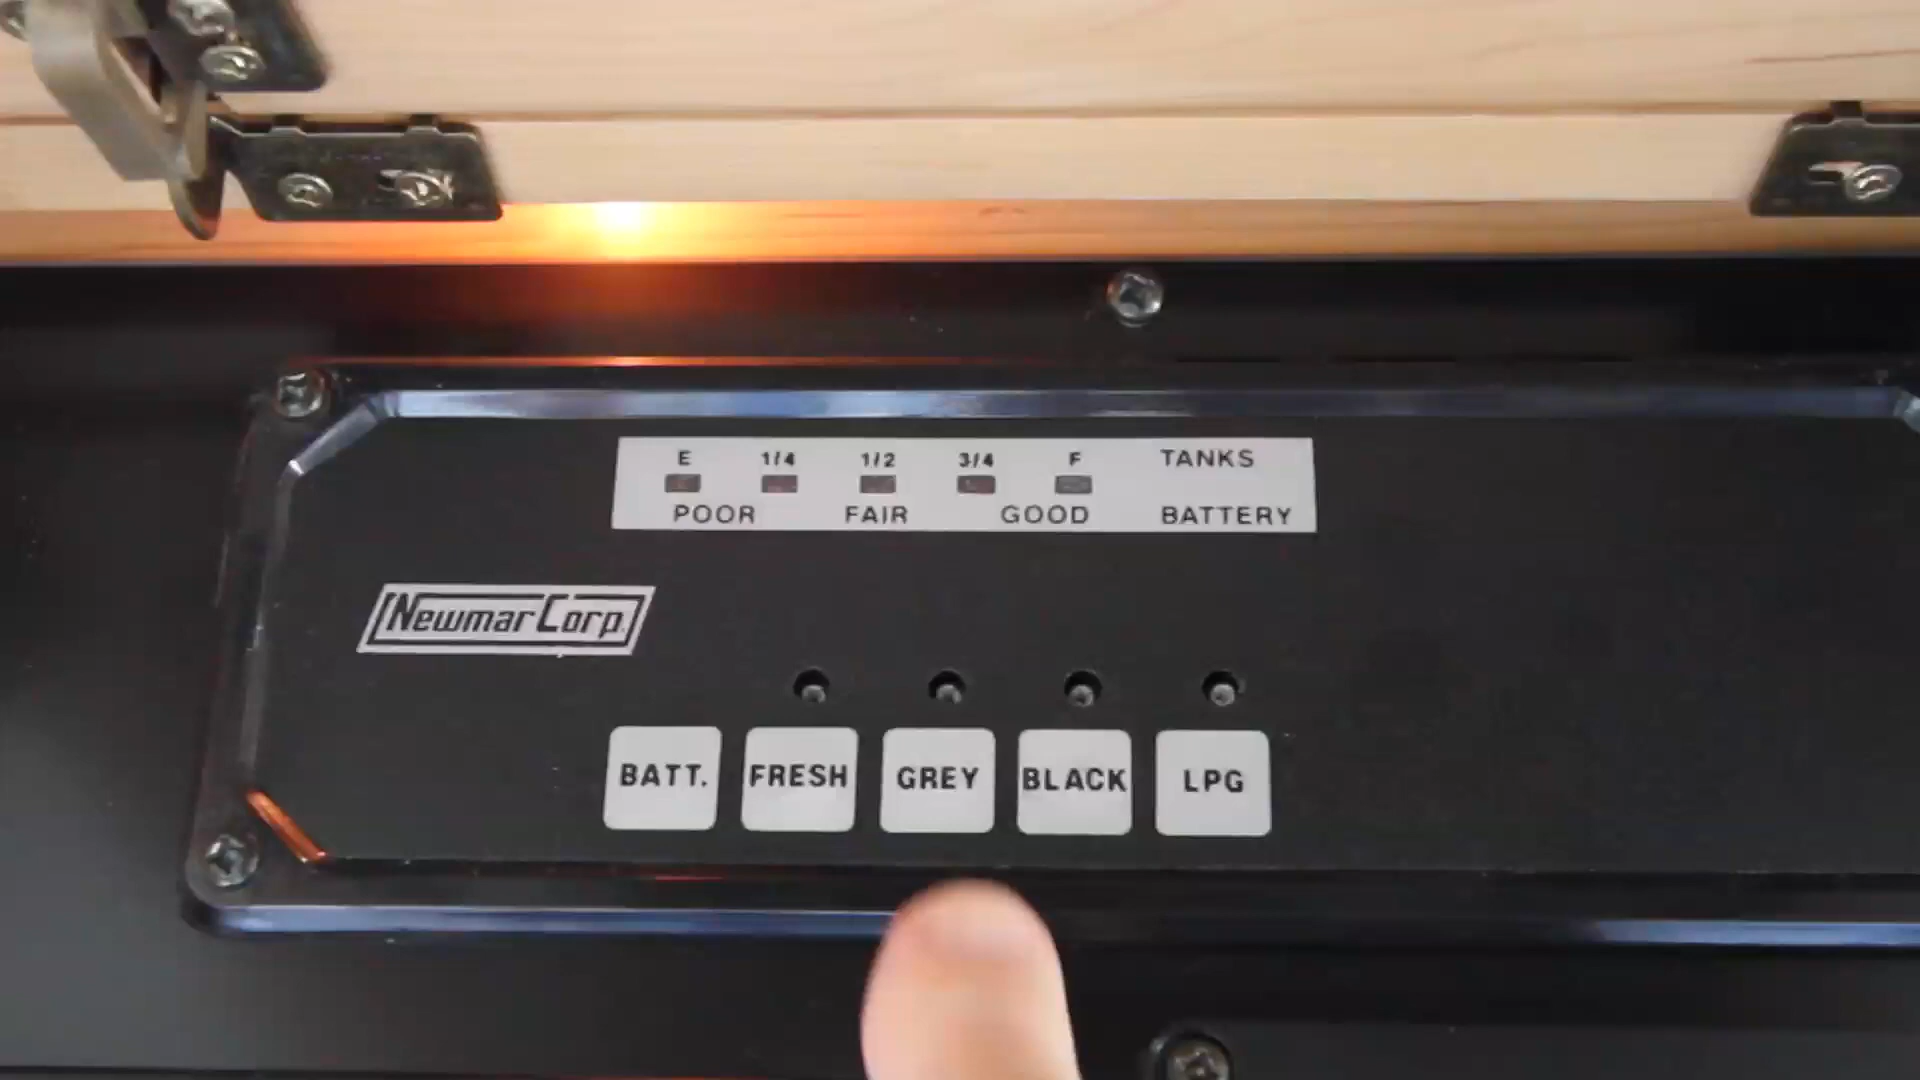 E 1/4 1/2 3/4 F TANKS
POOR FAIR GOOD BATTERY
Newmar Corp.
BATT. FRESH GREY BLACK LPG